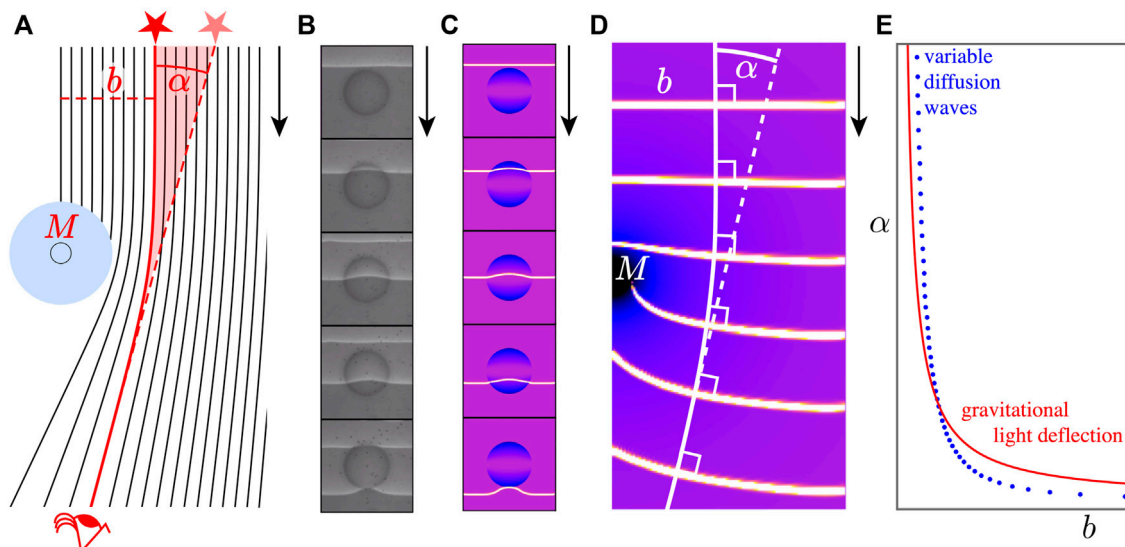 A
B
C
D
E
b
α
M
b
α
M
variable
diffusion
waves
α
gravitational
light deflection
b